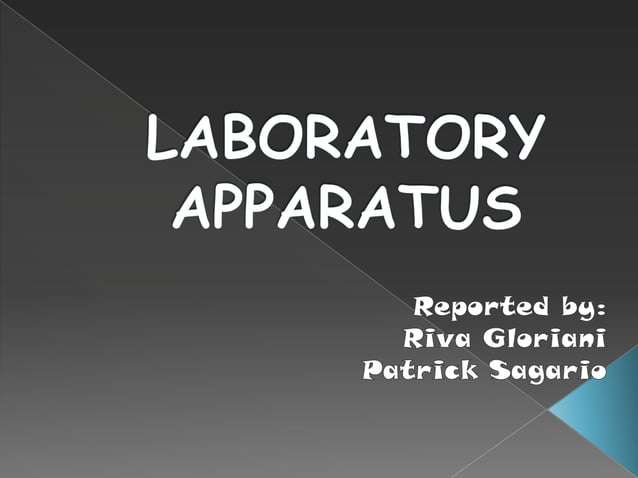 LABORATORY
APPARATUS
Reported by:
Riva Gloriani
Patrick Sagario